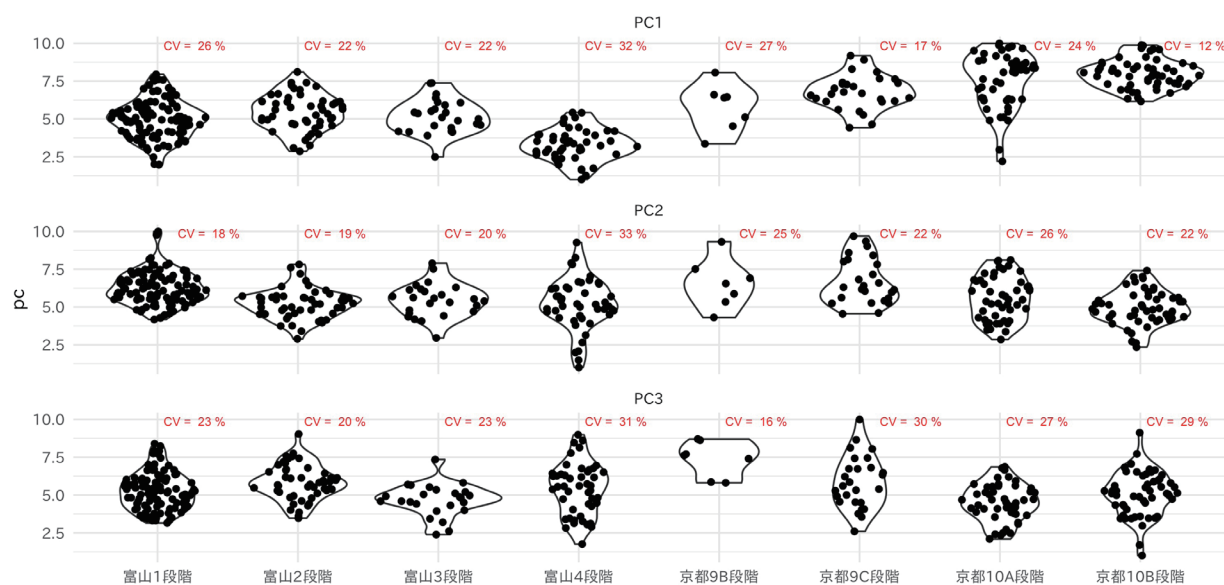 PC1
CV = 26 % CV = 22 % CV = 22 % CV = 32 % CV = 27 % CV = 17 % CV = 24 % CV = 12 %
10.0
7.5
5.0
2.5
PC2
CV = 18 % CV = 19 % CV = 20 % CV = 33 % CV = 25 % CV = 22 % CV = 26 % CV = 22 %
10.0
7.5
pc
5.0
2.5
PC3
CV = 23 % CV = 20 % CV = 23 % CV = 31 % CV = 16 % CV = 30 % CV = 27 % CV = 29 %
10.0
7.5
5.0
2.5
富山1段階 富山2段階 富山3段階 富山4段階 京都9B段階 京都9C段階 京都10A段階 京都10B段階